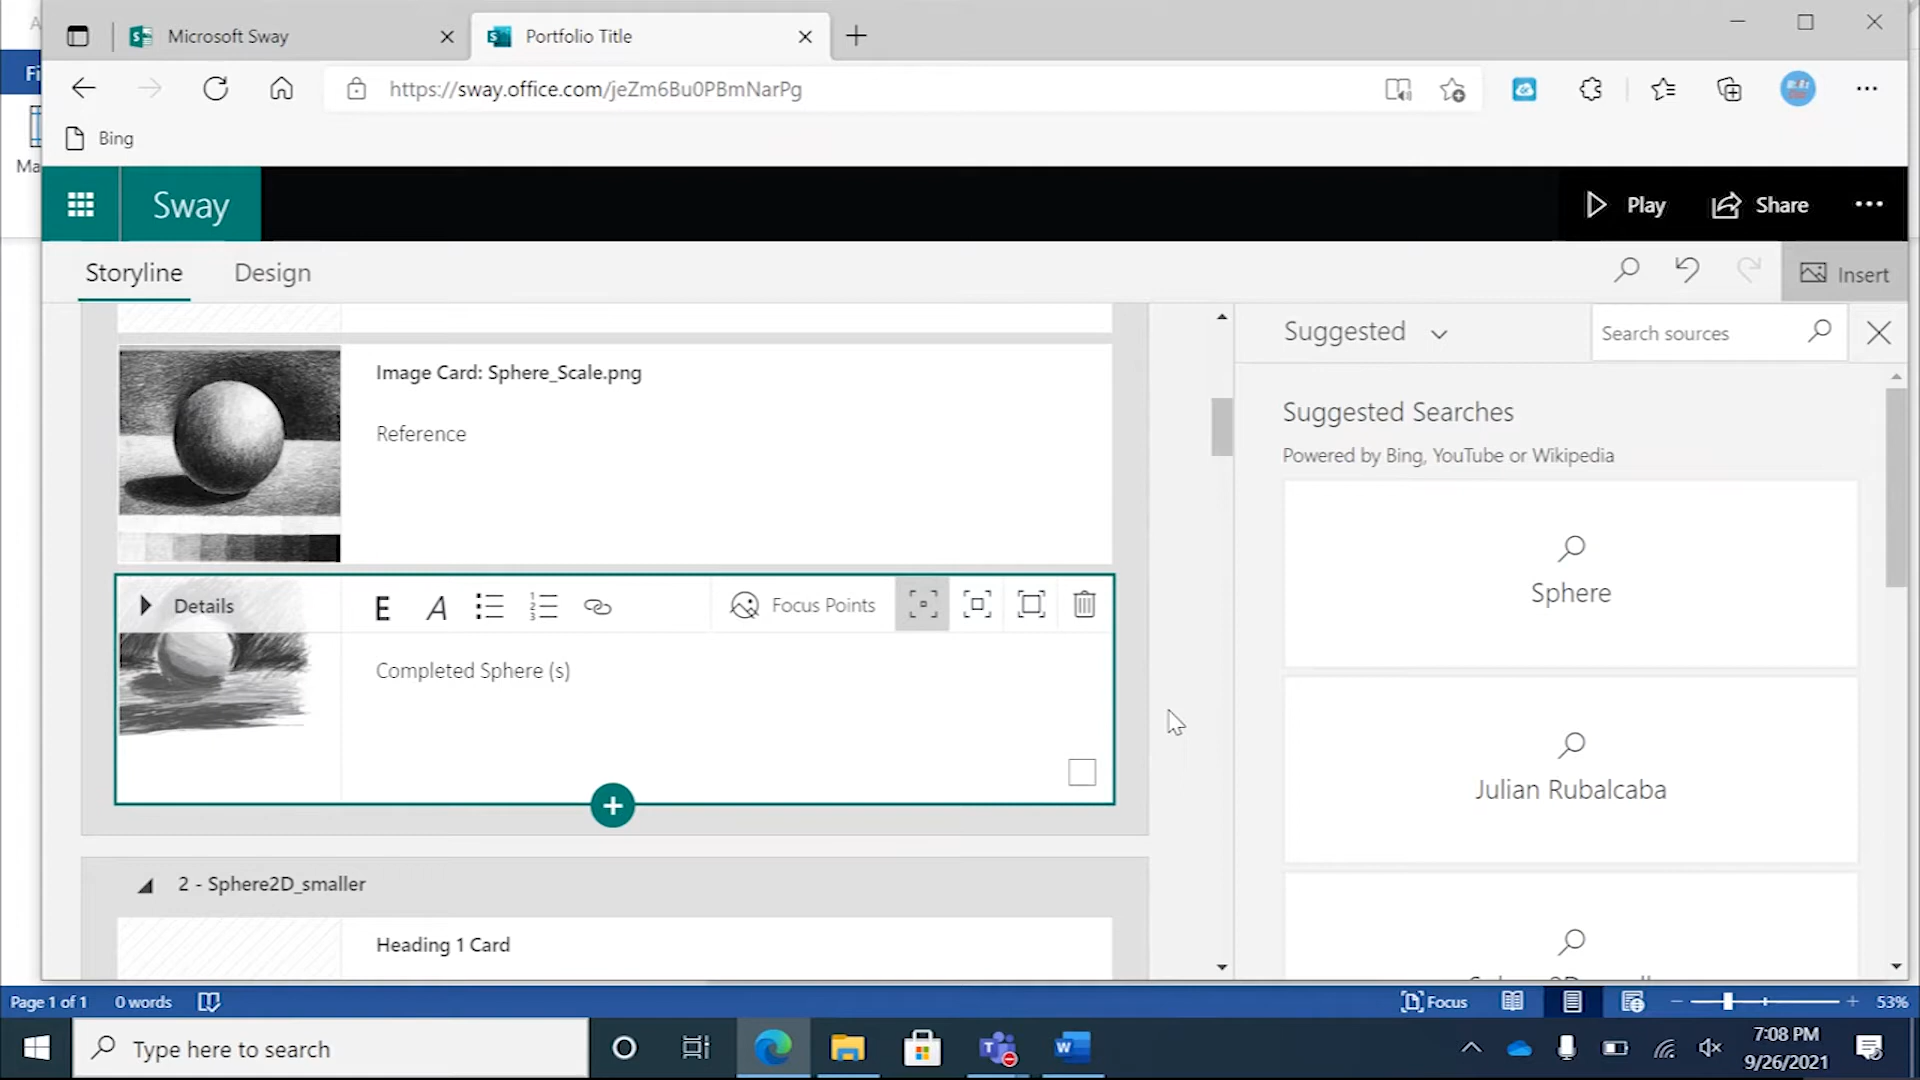 Microsoft Sway
Portfolio Title
https://sway.office.com/jeZm6Bu0PBmNarPg
Bing
Fi
Ma
Sway
Play
Share
Storyline
Design
Insert
Suggested
Search sources
Image Card: Sphere_Scale.png
Reference
Suggested Searches
Powered by Bing, YouTube or Wikipedia
Sphere
Details
E A
Focus Points
Completed Sphere (s)
Julian Rubalcaba
2 - Sphere2D_smaller
Heading 1 Card
Page 1 of 1
0 words
Focus
53%
Type here to search
7:08 PM
9/26/2021